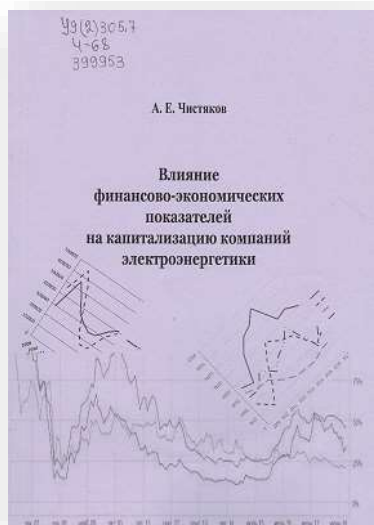 У9(2)305.7
Ч-68
399953
А. Е. Чистяков
Влияние
финансово-экономических
показателей
на капитализацию компаний
электроэнергетики